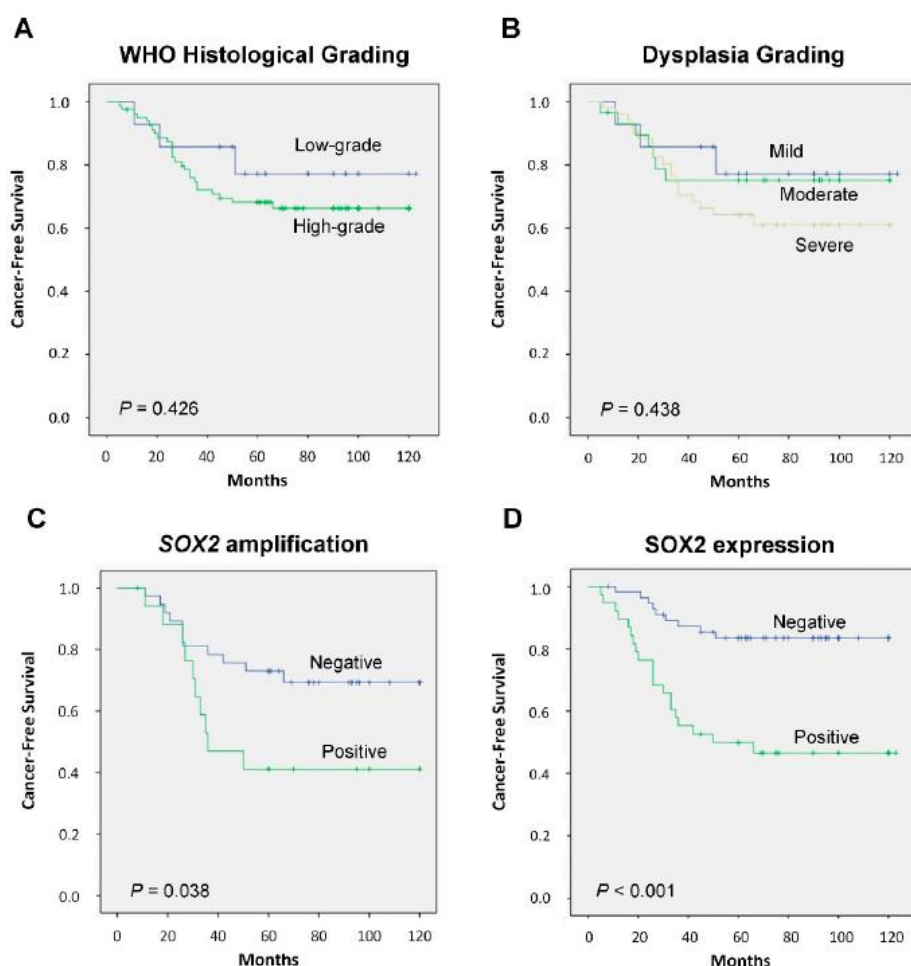 A
WHO Histological Grading
Cancer-Free Survival
1.0
0.8
0.6
0.4
0.2
0.0
Low-grade
High-grade
P = 0.426
0 20 40 60 80 100 120
Months
B
Dysplasia Grading
Cancer-Free Survival
1.0
0.8
0.6
0.4
0.2
0.0
Mild
Moderate
Severe
P = 0.438
0 20 40 60 80 100 120
Months
C
SOX2 amplification
Cancer-Free Survival
1.0
0.8
0.6
0.4
0.2
0.0
Negative
Positive
P = 0.038
0 20 40 60 80 100 120
Months
D
SOX2 expression
Cancer-Free Survival
1.0
0.8
0.6
0.4
0.2
0.0
Negative
Positive
P < 0.001
0 20 40 60 80 100 120
Months